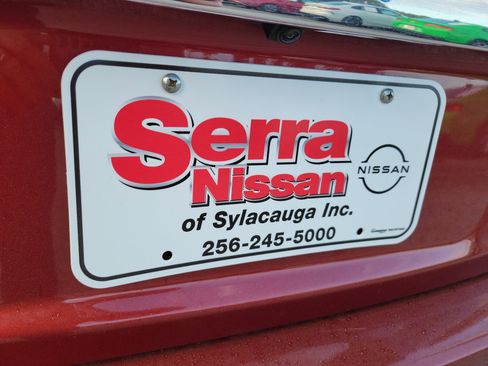 Serra
Nissan
NISSAN
of Sylacauga Inc.
256-245-5000